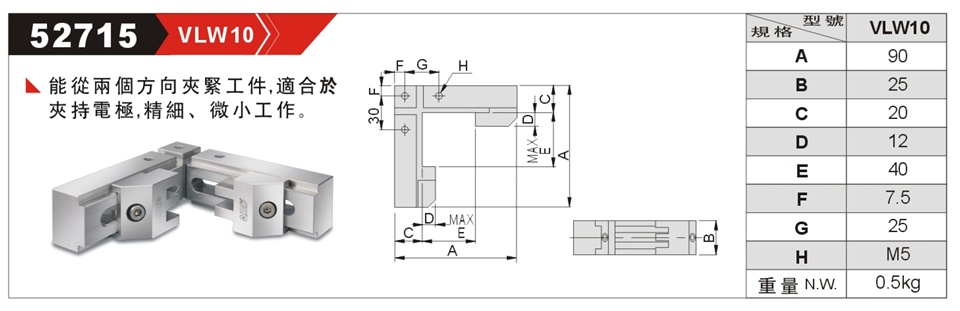 52715 VLW10
能從兩個方向夾緊工件,適合於
夾持電極,精細、微小工作。
F G H
F
30
C
D
MAX
E
A
D MAX
C E
A
B
型號 VLW10
規格
A 90
B 25
C 20
D 12
E 40
F 7.5
G 25
H M5
重量 N.W. 0.5kg